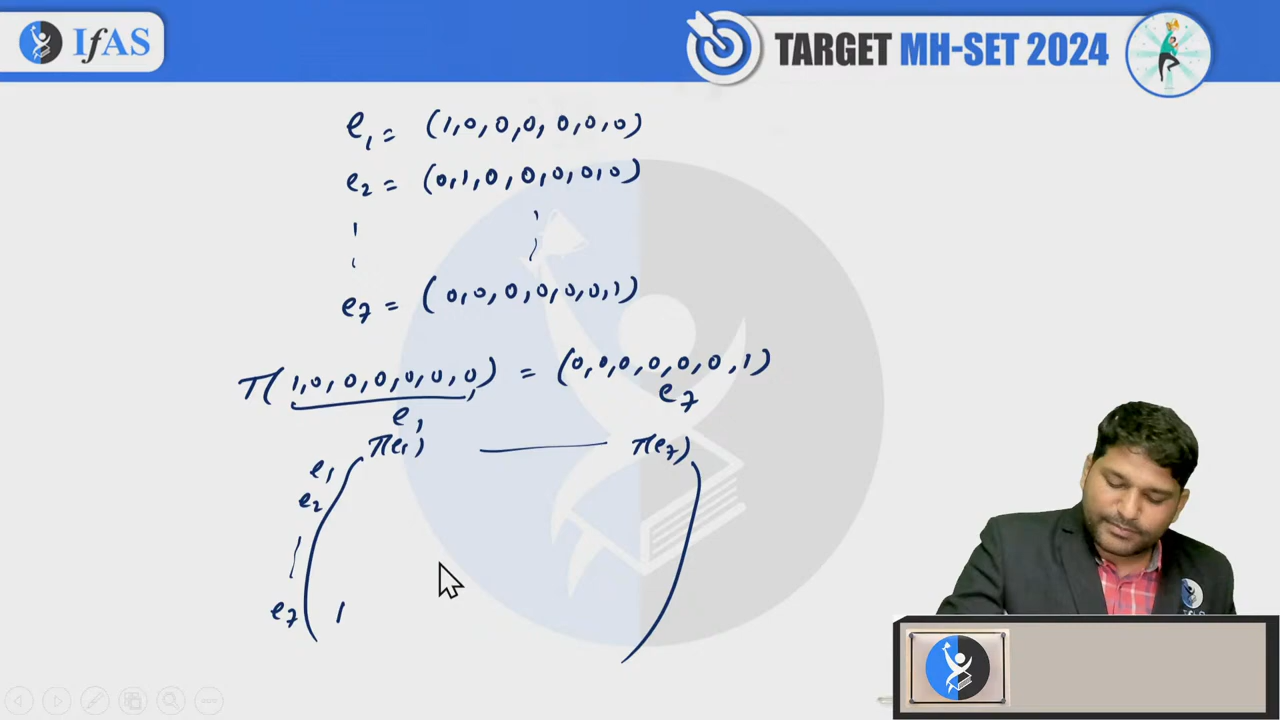 IfAS
TARGET MH-SET 2024
e₁ = (1,0,0,0,0,0,0)
e₂ = (0,1,0,0,0,0,0)
e₇ = (0,0,0,0,0,0,1)
T(1,0,0,0,0,0,0) = (0,0,0,0,0,0,1)
e₁ e₇
T(e₁) —— T(e₇)
e₁
e₂
e₇ 1